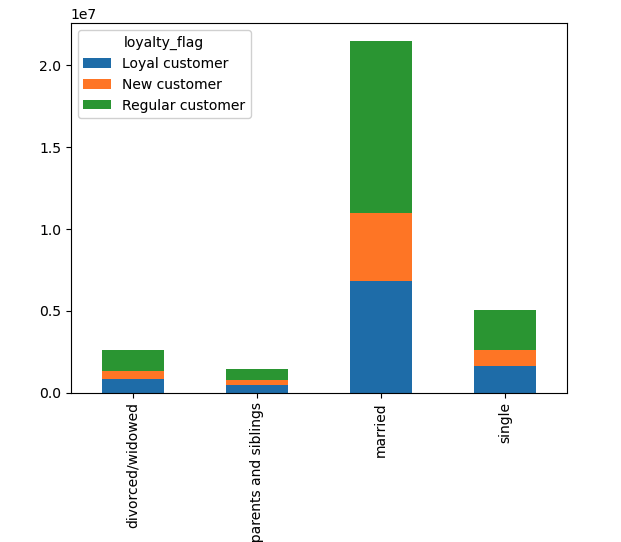 1e7
loyalty_flag
Loyal customer
New customer
Regular customer
2.0
1.5
1.0
0.5
0.0
divorced/widowed
parents and siblings
married
single